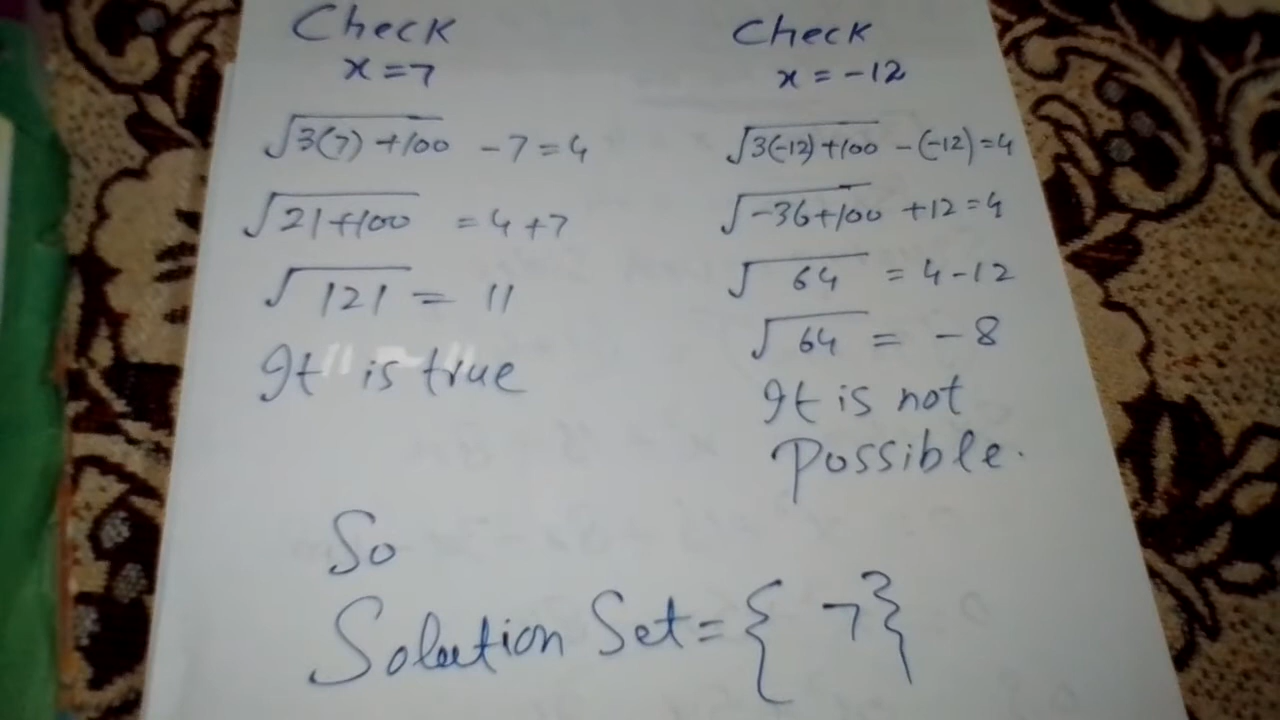 Check
x = 7
√3(7)+100 - 7 = 4
√21+100 = 4+7
√121 = 11
It is true
Check
x = -12
√3(-12)+100 - (-12) = 4
√-36+100 + 12 = 4
√64 = 4-12
√64 = -8
It is not
Possible.
So
Solution Set = { 7 }